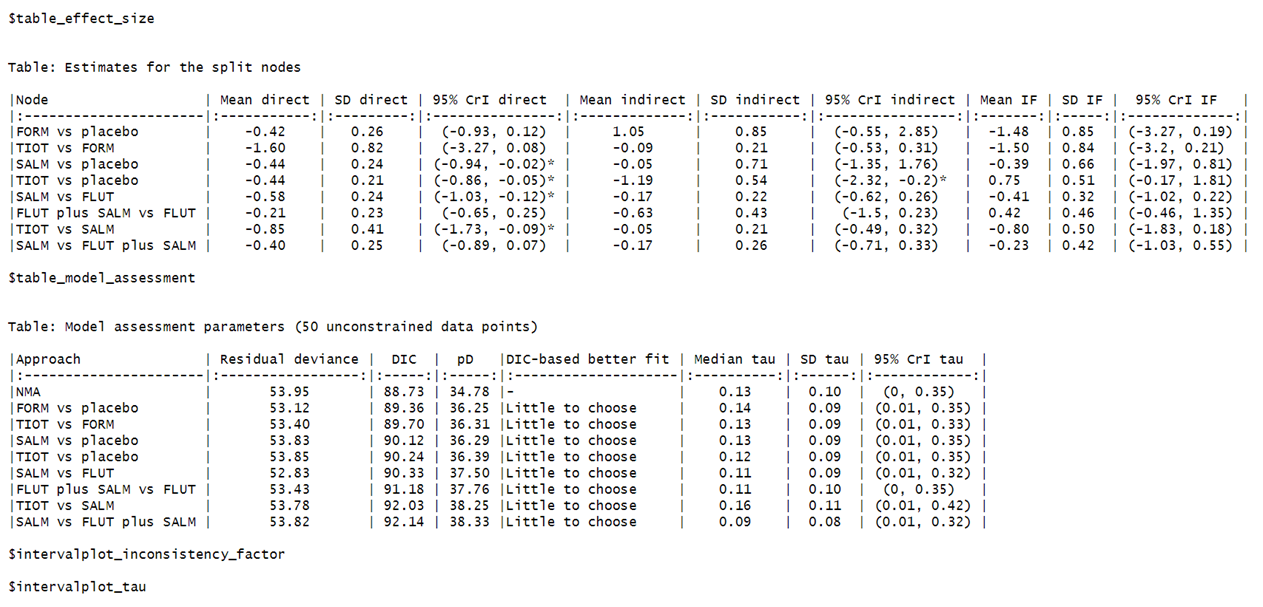 $table_effect_size
Table: Estimates for the split nodes
|Node | Mean direct | SD direct | 95% CrI direct | Mean indirect | SD indirect | 95% CrI indirect | Mean IF | SD IF | 95% CrI IF |
|:----------------------|:-----------:|:---------:|:---------------:|:-------------:|:-----------:|:----------------:|:-------:|:-----:|:-------------:|
|FORM vs placebo | -0.42 | 0.26 | (-0.93, 0.12) | 1.05 | 0.85 | (-0.55, 2.85) | -1.48 | 0.85 | (-3.27, 0.19) |
|TIOT vs FORM | -1.60 | 0.82 | (-3.27, 0.08) | -0.09 | 0.21 | (-0.53, 0.31) | -1.50 | 0.84 | (-3.2, 0.21) |
|SALM vs placebo | -0.44 | 0.24 | (-0.94, -0.02)* | -0.05 | 0.71 | (-1.35, 1.76) | -0.39 | 0.66 | (-1.97, 0.81) |
|TIOT vs placebo | -0.44 | 0.21 | (-0.86, -0.05)* | -1.19 | 0.54 | (-2.32, -0.2)* | 0.75 | 0.51 | (-0.17, 1.81) |
|SALM vs FLUT | -0.58 | 0.24 | (-1.03, -0.12)* | -0.17 | 0.22 | (-0.62, 0.26) | -0.41 | 0.32 | (-1.02, 0.22) |
|FLUT plus SALM vs FLUT | -0.21 | 0.23 | (-0.65, 0.25) | -0.63 | 0.43 | (-1.5, 0.23) | 0.42 | 0.46 | (-0.46, 1.35) |
|TIOT vs SALM | -0.85 | 0.41 | (-1.73, -0.09)* | -0.05 | 0.21 | (-0.49, 0.32) | -0.80 | 0.50 | (-1.83, 0.18) |
|SALM vs FLUT plus SALM | -0.40 | 0.25 | (-0.89, 0.07) | -0.17 | 0.26 | (-0.71, 0.33) | -0.23 | 0.42 | (-1.03, 0.55) |
$table_model_assessment
Table: Model assessment parameters (50 unconstrained data points)
|Approach | Residual deviance | DIC | pD |DIC-based better fit | Median tau | SD tau | 95% CrI tau |
|:----------------------|:-----------------:|:-----:|:-----:|:--------------------|:----------:|:------:|:------------:|
|NMA | 53.95 | 88.73 | 34.78 |- | 0.13 | 0.10 | (0, 0.35) |
|FORM vs placebo | 53.12 | 89.36 | 36.25 |Little to choose | 0.14 | 0.09 | (0.01, 0.35) |
|TIOT vs FORM | 53.40 | 89.70 | 36.31 |Little to choose | 0.13 | 0.09 | (0.01, 0.33) |
|SALM vs placebo | 53.83 | 90.12 | 36.29 |Little to choose | 0.13 | 0.09 | (0.01, 0.35) |
|TIOT vs placebo | 53.85 | 90.24 | 36.39 |Little to choose | 0.12 | 0.09 | (0.01, 0.35) |
|SALM vs FLUT | 52.83 | 90.33 | 37.50 |Little to choose | 0.11 | 0.09 | (0.01, 0.32) |
|FLUT plus SALM vs FLUT | 53.43 | 91.18 | 37.76 |Little to choose | 0.11 | 0.10 | (0, 0.35) |
|TIOT vs SALM | 53.78 | 92.03 | 38.25 |Little to choose | 0.16 | 0.11 | (0.01, 0.42) |
|SALM vs FLUT plus SALM | 53.82 | 92.14 | 38.33 |Little to choose | 0.09 | 0.08 | (0.01, 0.32) |
$intervalplot_inconsistency_factor
$intervalplot_tau